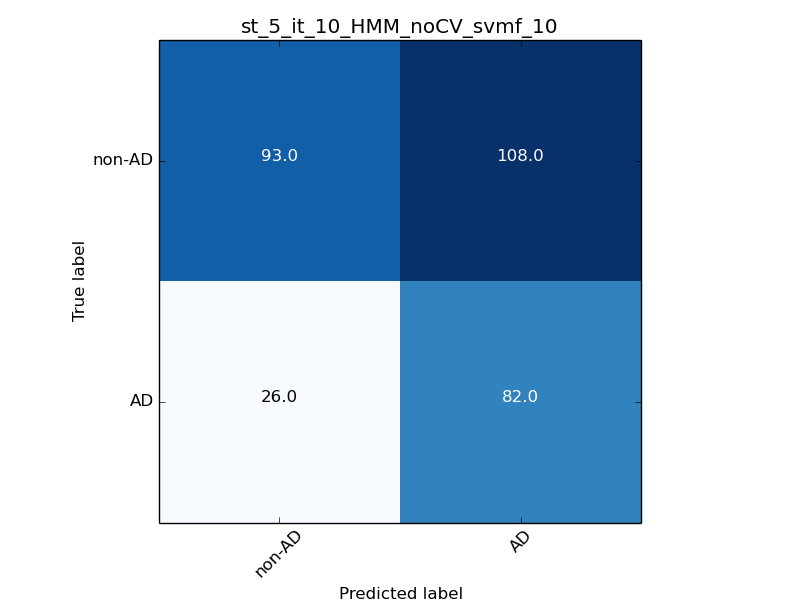 st_5_it_10_HMM_noCV_svmf_10
non-AD
93.0
108.0
True label
AD
26.0
82.0
non-AD
AD
Predicted label